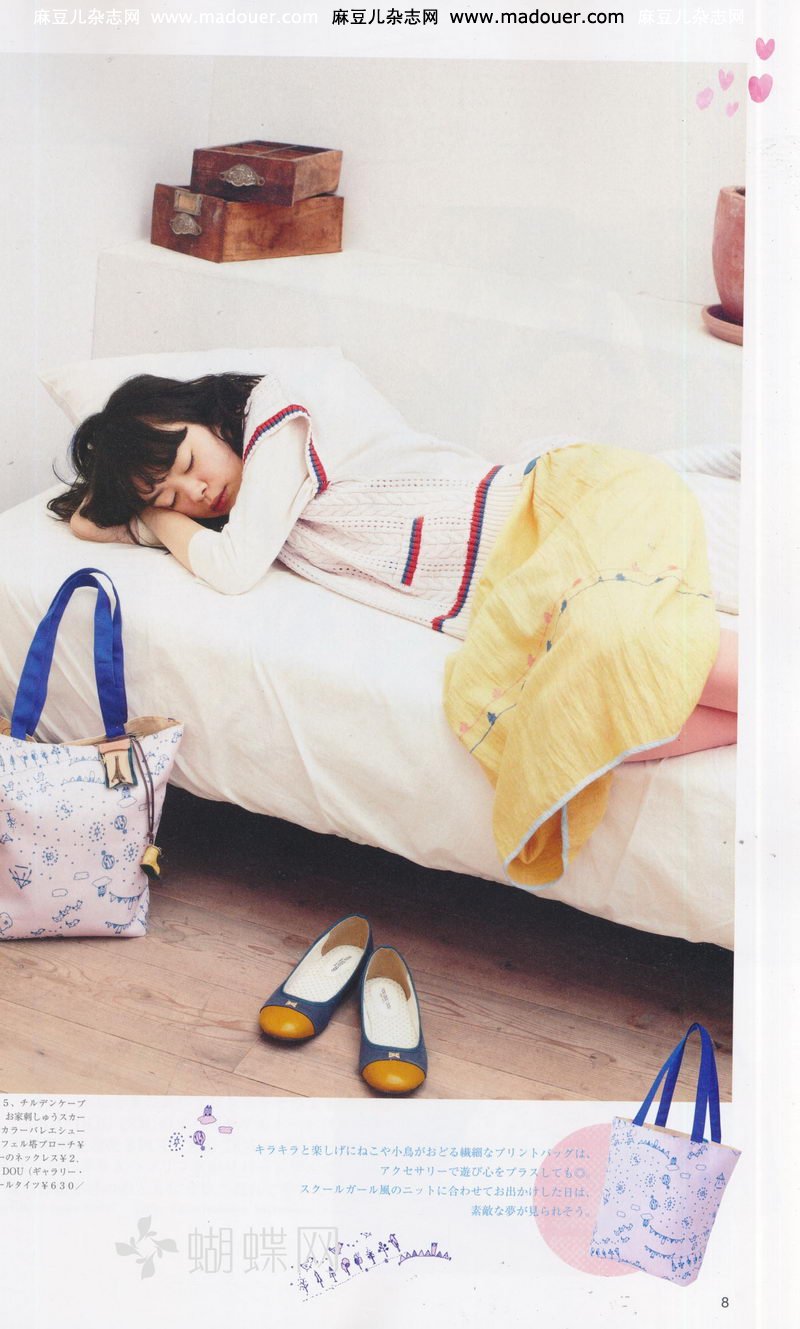 麻豆儿杂志网 www.madouer.com 麻豆儿杂志网 www.madouer.com 麻豆儿杂志网
5、チルデンケープ
お家刺しゅうスカー
カラーバレエシュー
フェル塔ブローチ¥
ーのネックレス¥2、
DOU（ギャラリー・
ールタイツ¥630／
キラキラと楽しげにねこや小鳥がおどる繊細なプリントバッグは、
アクセサリーで遊び心をプラスしても◎。
スクールガール風のニットに合わせてお出かけした日は、
素敵な夢が見られそう。
蝴蝶网
8